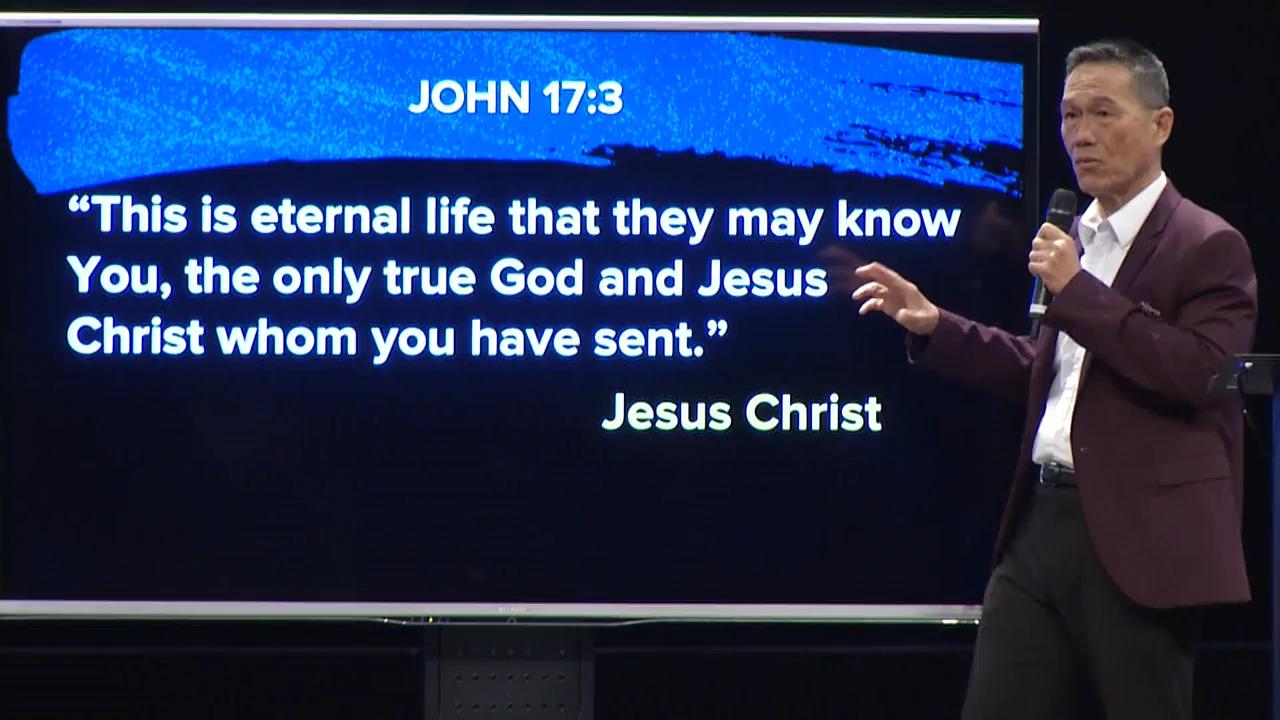 JOHN 17:3
“This is eternal life that they may know
You, the only true God and Jesus
Christ whom you have sent.”
Jesus Christ